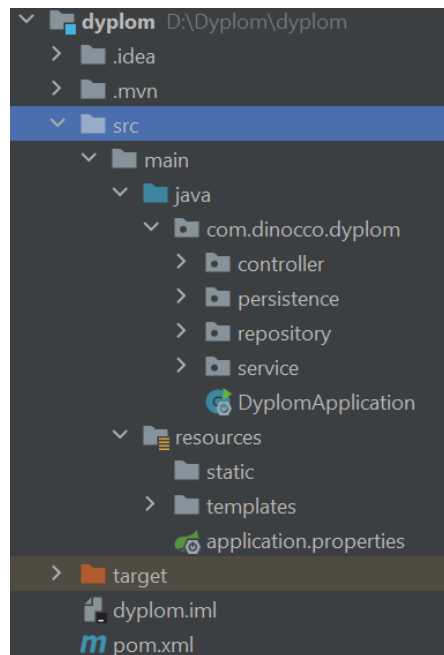 dyplom D:\Dyplom\dyplom
.idea
.mvn
src
main
java
com.dinocco.dyplom
controller
persistence
repository
service
DyplomApplication
resources
static
templates
application.properties
target
dyplom.iml
m pom.xml